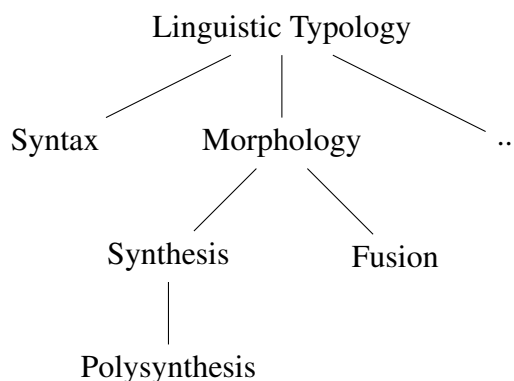 Linguistic Typology
Syntax Morphology ..
Synthesis Fusion
Polysynthesis